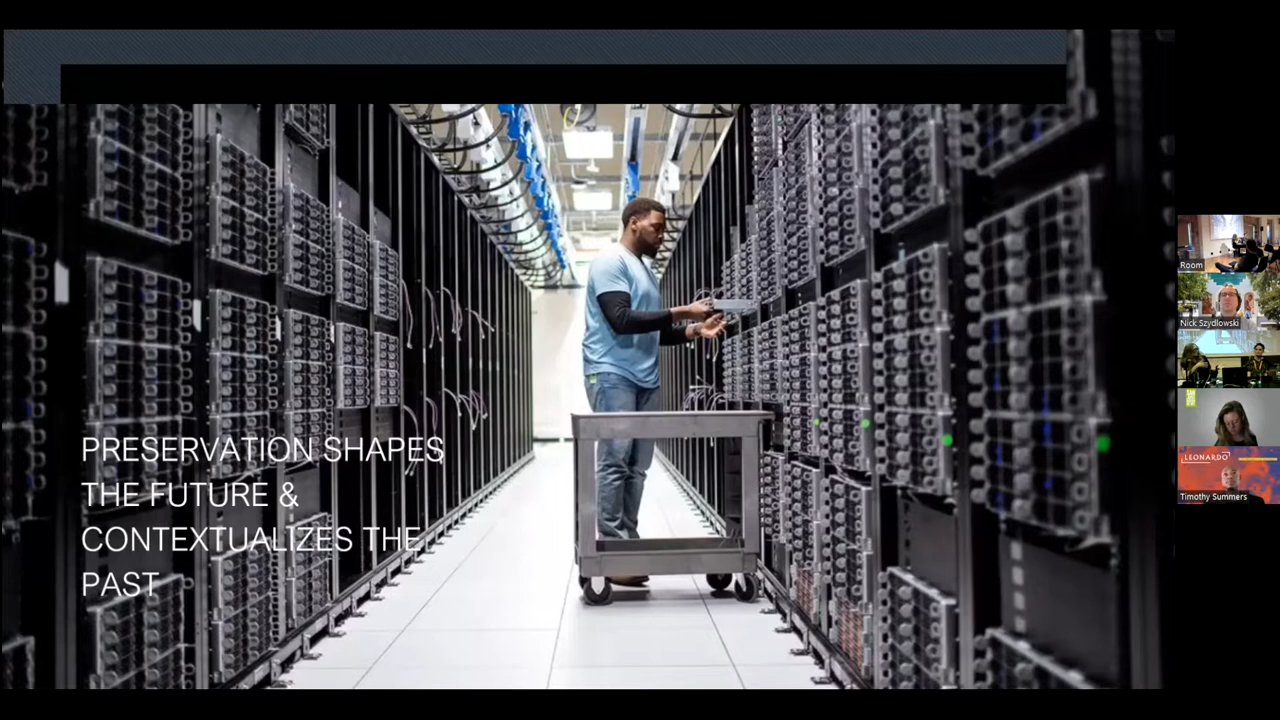 PRESERVATION SHAPES
THE FUTURE &
CONTEXTUALIZES THE
PAST
Room
Nick Szydlowski
LEONARDO
Timothy Summers